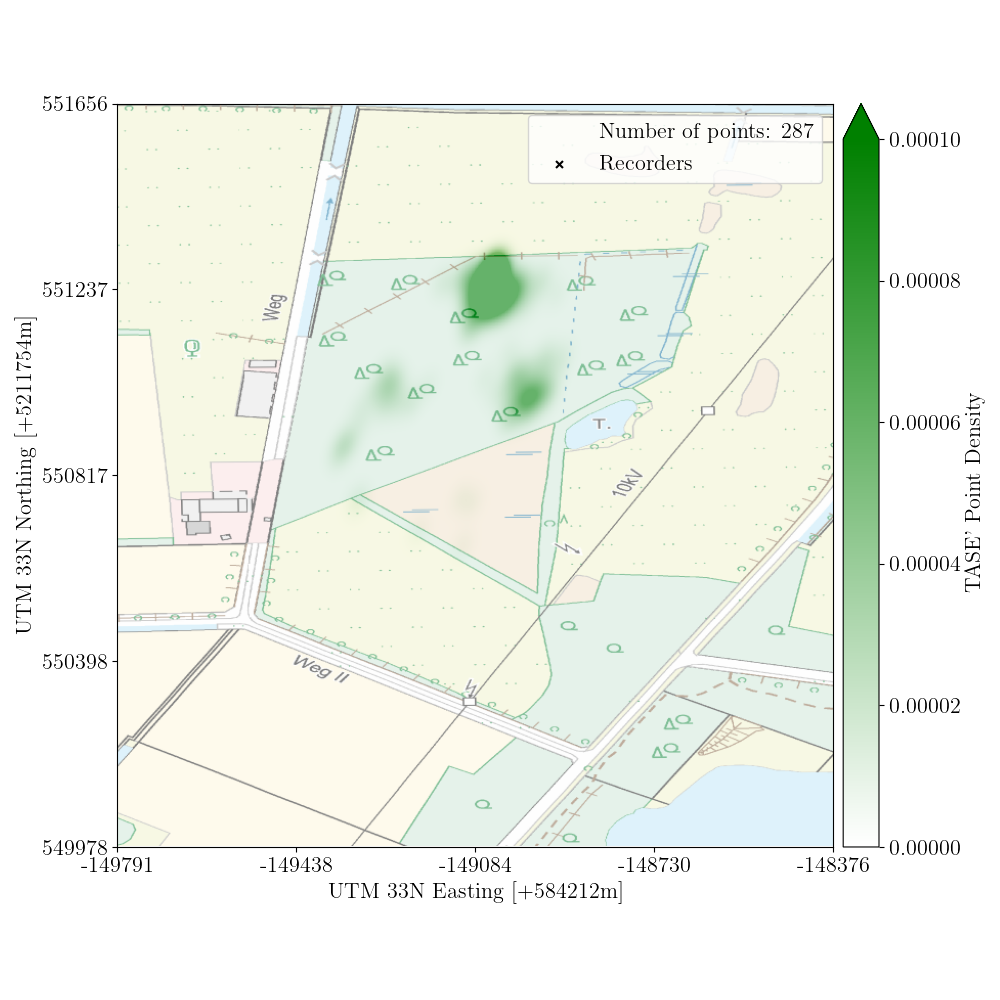 551656
551237
550817
550398
549978
-149791
-149438
-149084
-148730
-148376
UTM 33N Easting [+584212m]
UTM 33N Northing [+5211754m]
Number of points: 287
Recorders
0.00010
0.00008
0.00006
0.00004
0.00002
0.00000
TASE' Point Density
Weg
T.
10kV
Weg II